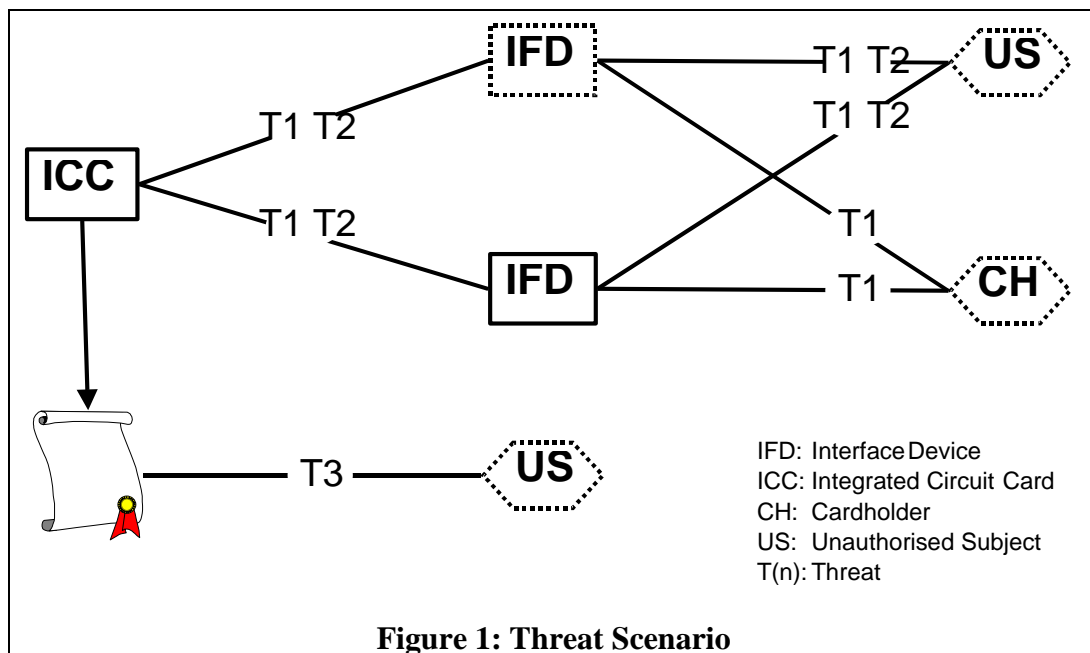 IFD
T1 T2
US
T1 T2
T1 T2
ICC
T1 T2
T1
IFD
T1
CH
T3
US
IFD: Interface Device
ICC: Integrated Circuit Card
CH: Cardholder
US: Unauthorised Subject
T(n): Threat
Figure 1: Threat Scenario